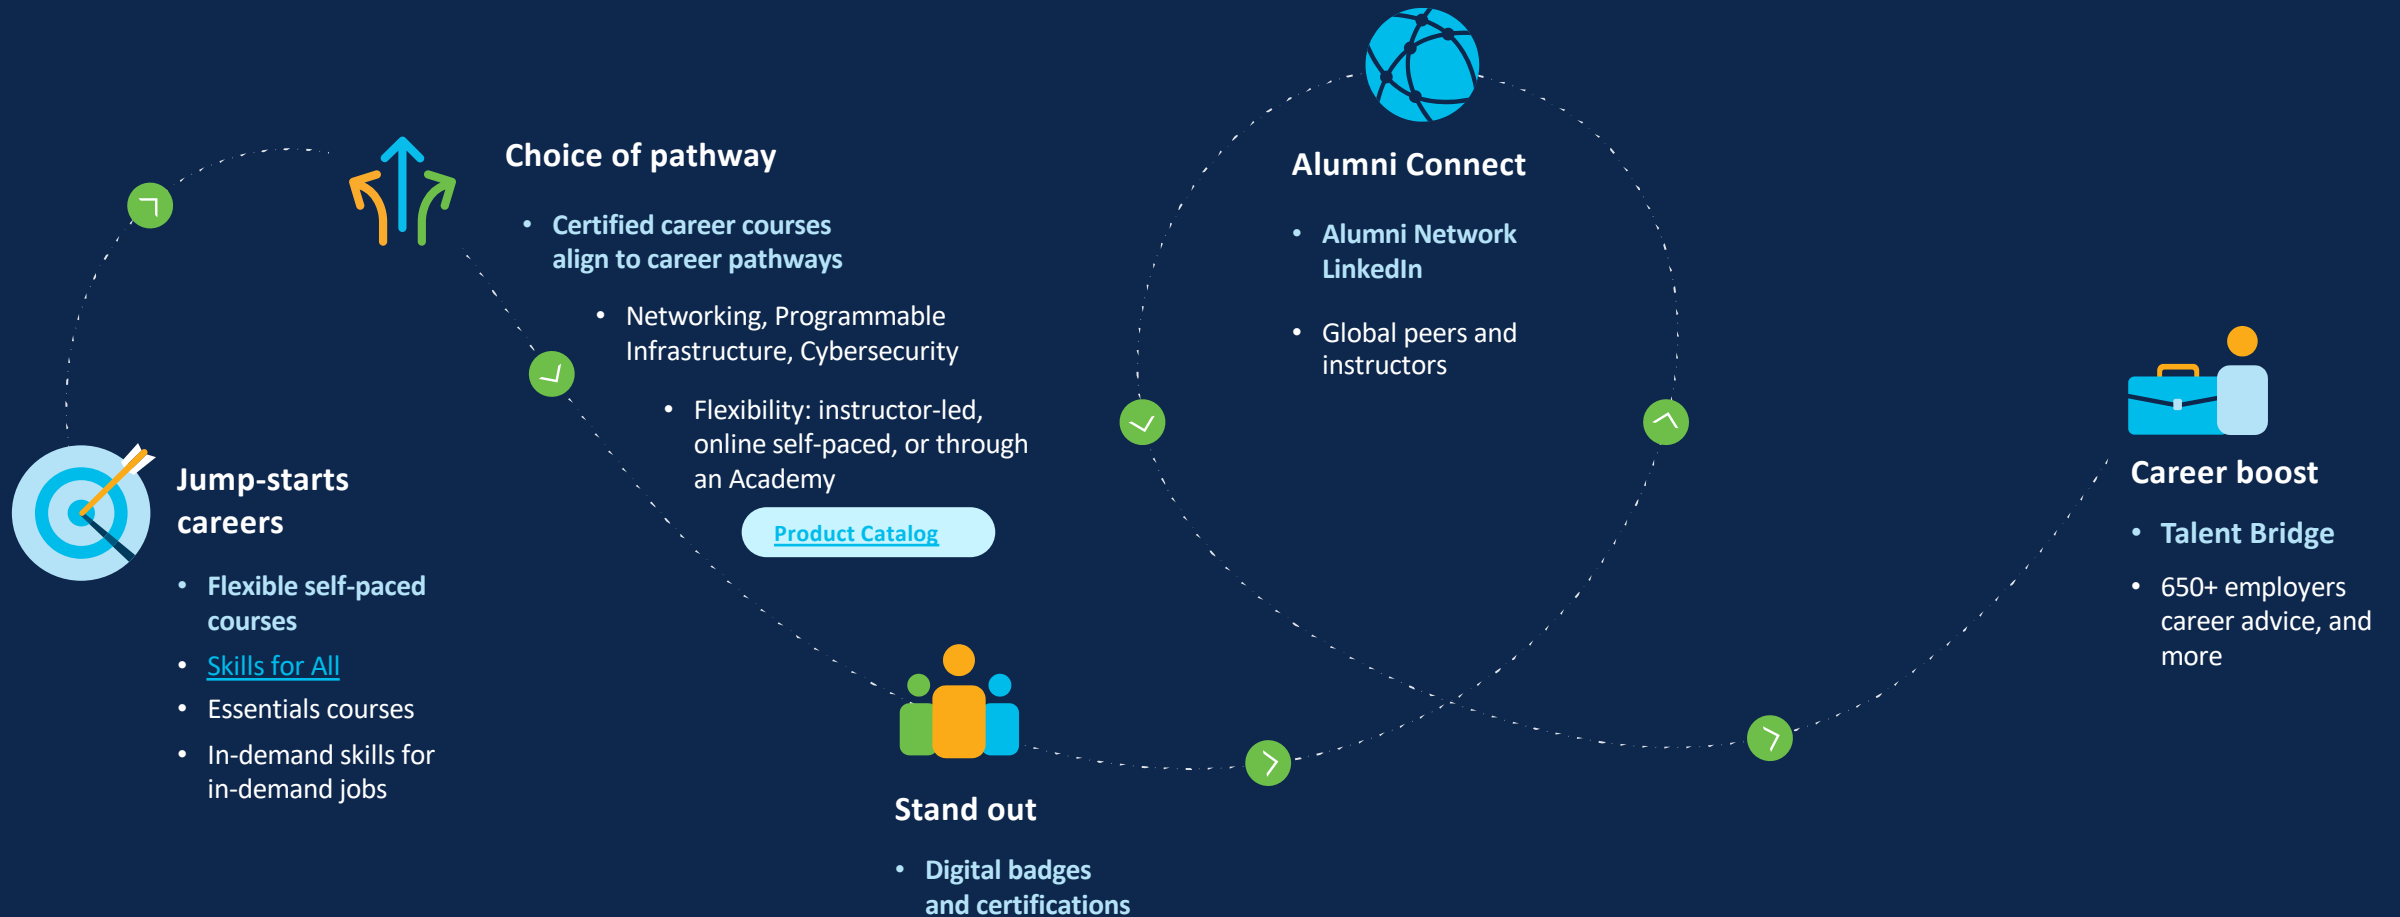 Jump-starts
careers
• Flexible self-paced
courses
• Skills for All
• Essentials courses
• In-demand skills for
in-demand jobs
Choice of pathway
• Certified career courses
align to career pathways
• Networking, Programmable
Infrastructure, Cybersecurity
• Flexibility: instructor-led,
online self-paced, or through
an Academy
Product Catalog
Stand out
• Digital badges
and certifications
Alumni Connect
• Alumni Network
LinkedIn
• Global peers and
instructors
Career boost
• Talent Bridge
• 650+ employers
career advice, and
more